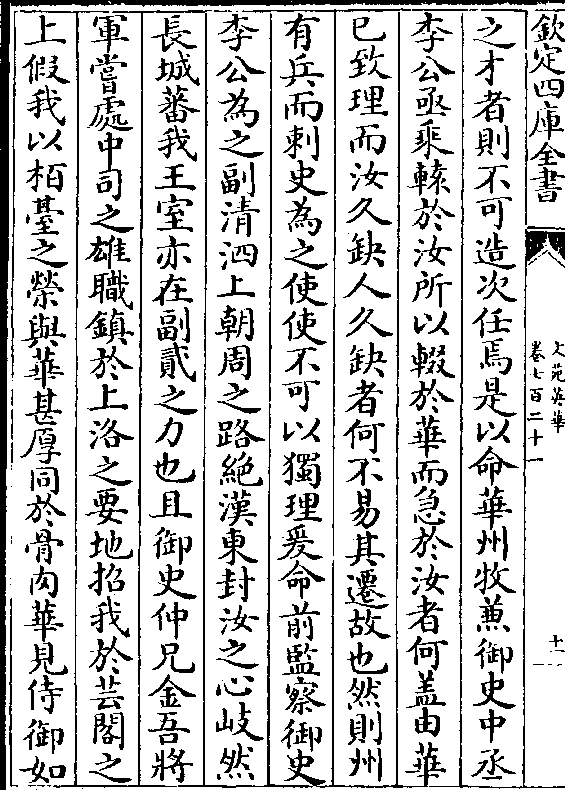 欽定四庫全書
文苑英華
卷七百二十一
十一
之才者則不可造次任焉是以命華州牧兼御史中丞
李公亟乗轅於汝所以輟於華而急於汝者何盖由華
已致理而汝久缺人久缺者何不易其遷故也然則州
有兵而刺史為之使使不可以獨理爰命前監察御史
李公為之副清泗上朝周之路絶漢東封汝之心岐然
長城蕃我王室亦在副貳之力也且御史仲兄金吾將
軍嘗處中司之雄職鎮於上洛之要地招我於芸閣之
上假我以栢臺之榮與華甚厚同於骨肉華見侍御如